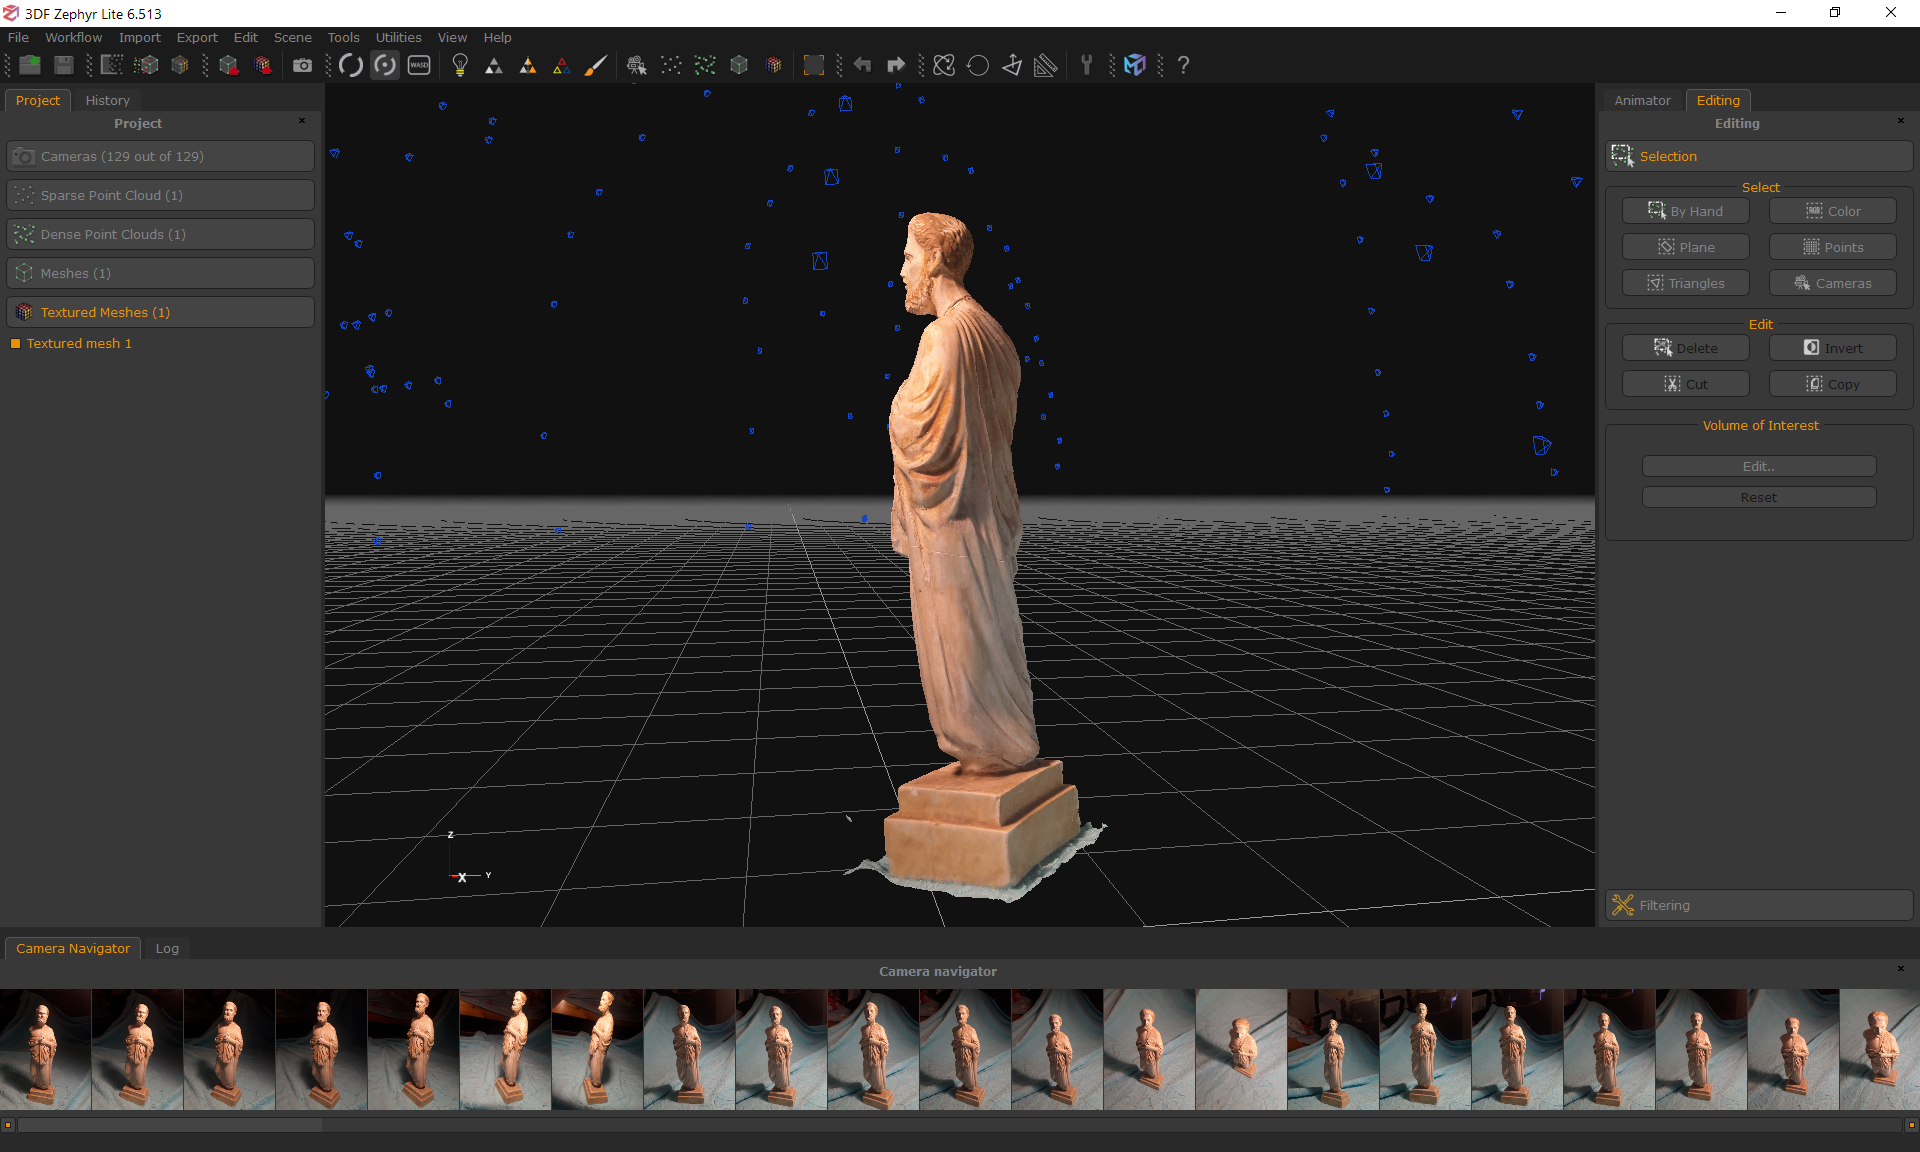 3DF Zephyr Lite 6.513
File Workflow Import Export Edit Scene Tools Utilities View Help
WASD
Project History
Project
Cameras (129 out of 129)
Sparse Point Cloud (1)
Dense Point Clouds (1)
Meshes (1)
Textured Meshes (1)
Textured mesh 1
Z
X Y
Animator Editing
Editing
Selection
Select
By Hand Color
Plane Points
Triangles Cameras
Edit
Delete Invert
Cut Copy
Volume of Interest
Edit..
Reset
Filtering
Camera Navigator Log
Camera navigator